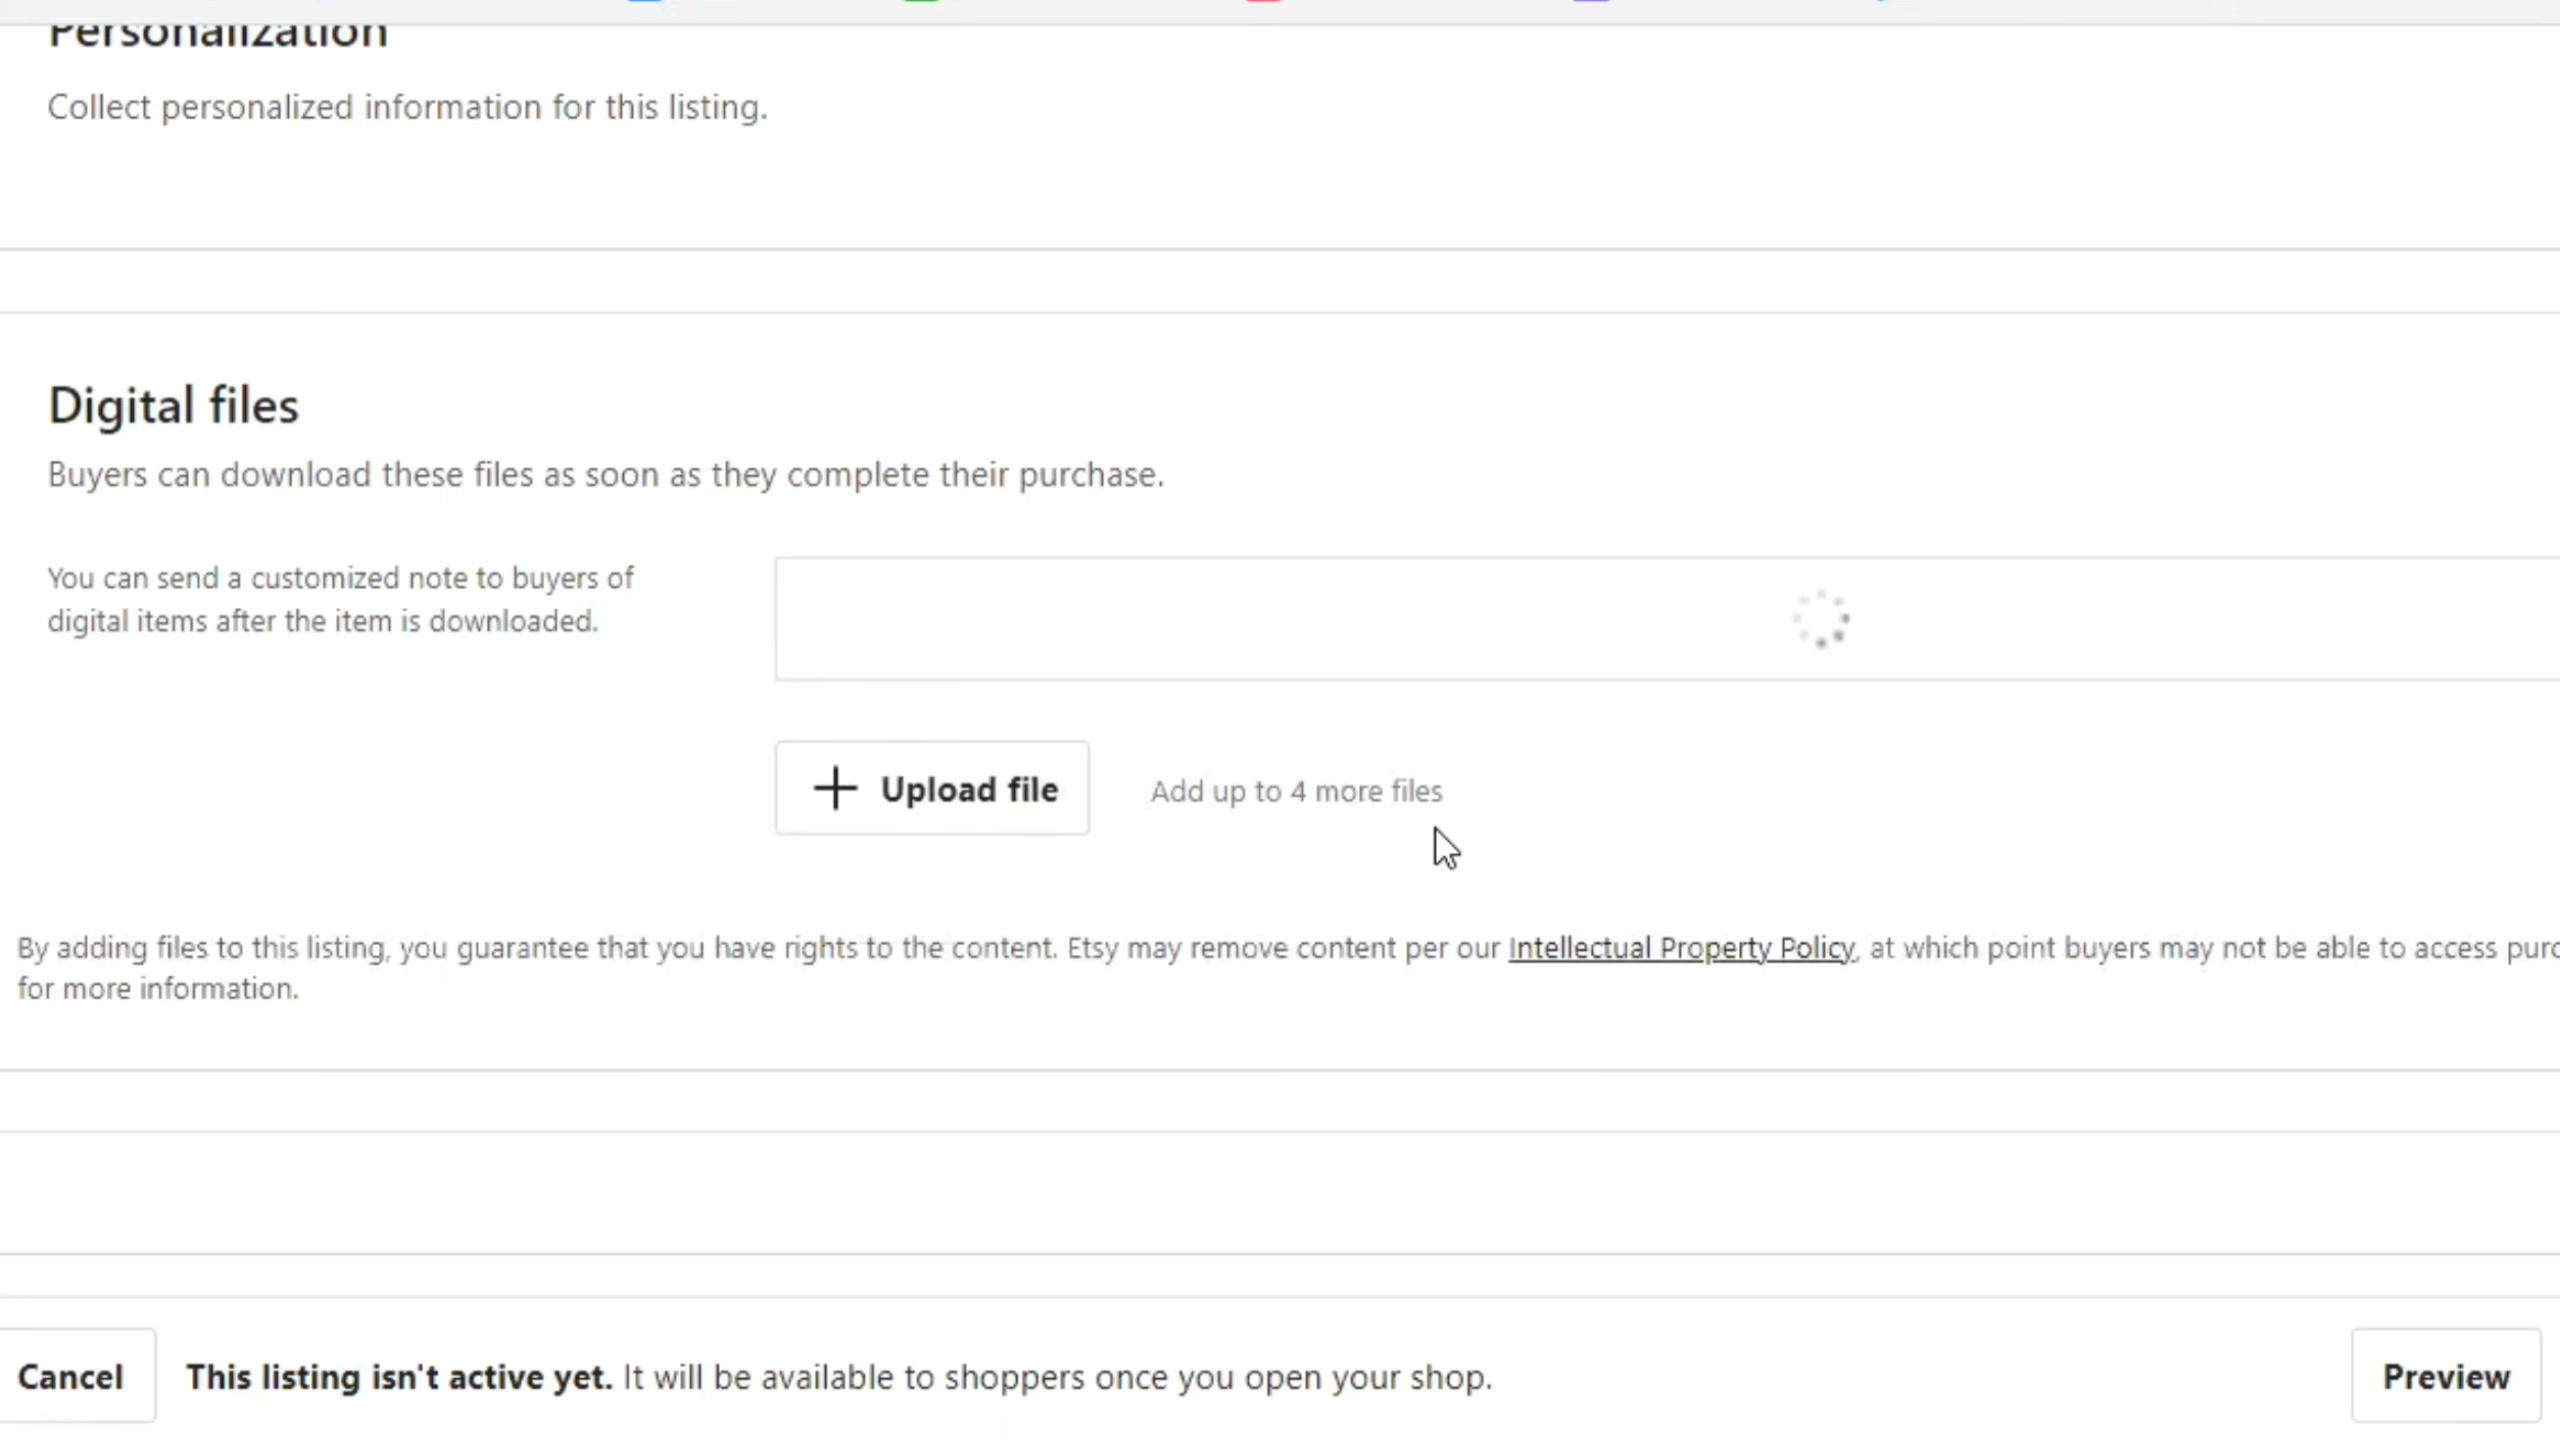 Personalization
Collect personalized information for this listing.
Digital files
Buyers can download these files as soon as they complete their purchase.
You can send a customized note to buyers of
digital items after the item is downloaded.
Upload file
Add up to 4 more files
By adding files to this listing, you guarantee that you have rights to the content. Etsy may remove content per our Intellectual Property Policy, at which point buyers may not be able to access
for more information.
Cancel
This listing isn't active yet. It will be available to shoppers once you open your shop.
Preview